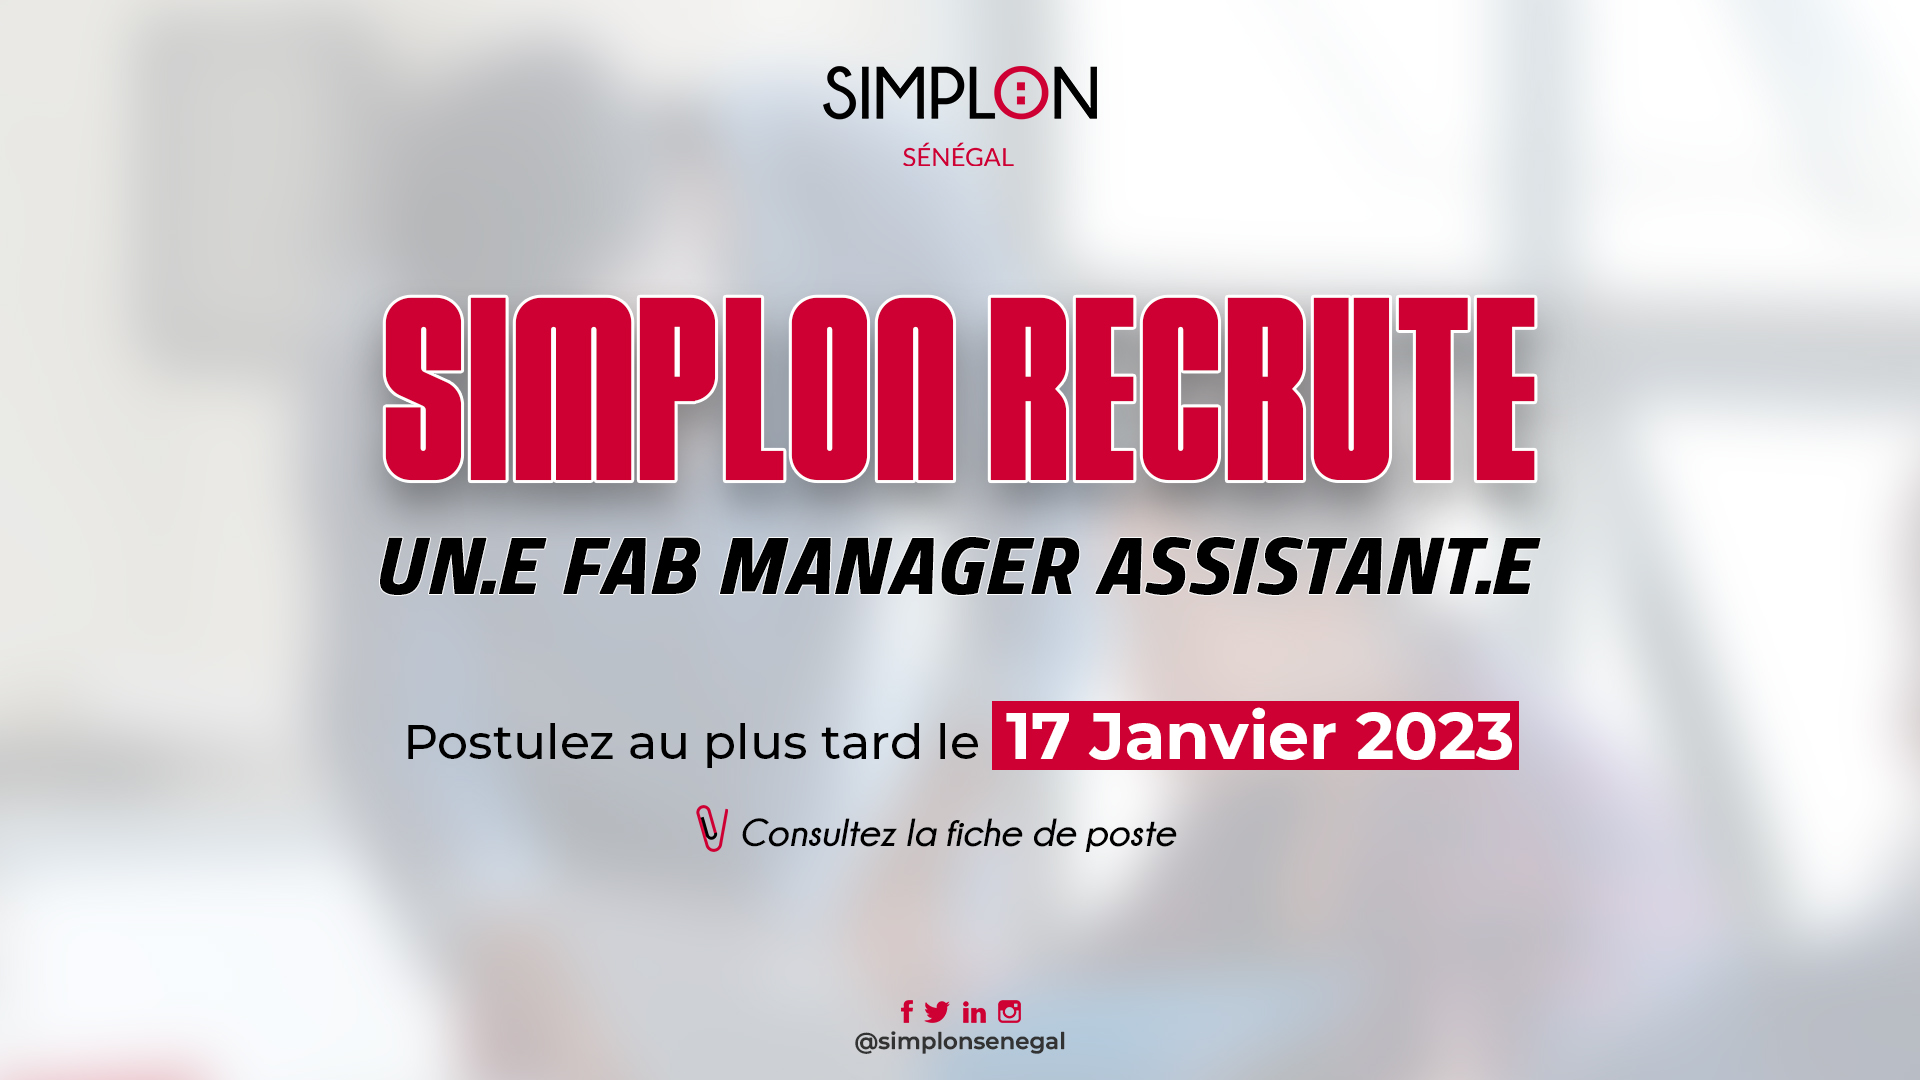 SIMPLON
SÉNÉGAL
SIMPLON RECRUTE
UN.E FAB MANAGER ASSISTANT.E
Postulez au plus tard le 17 Janvier 2023
Consultez la fiche de poste
@simplonsenegal